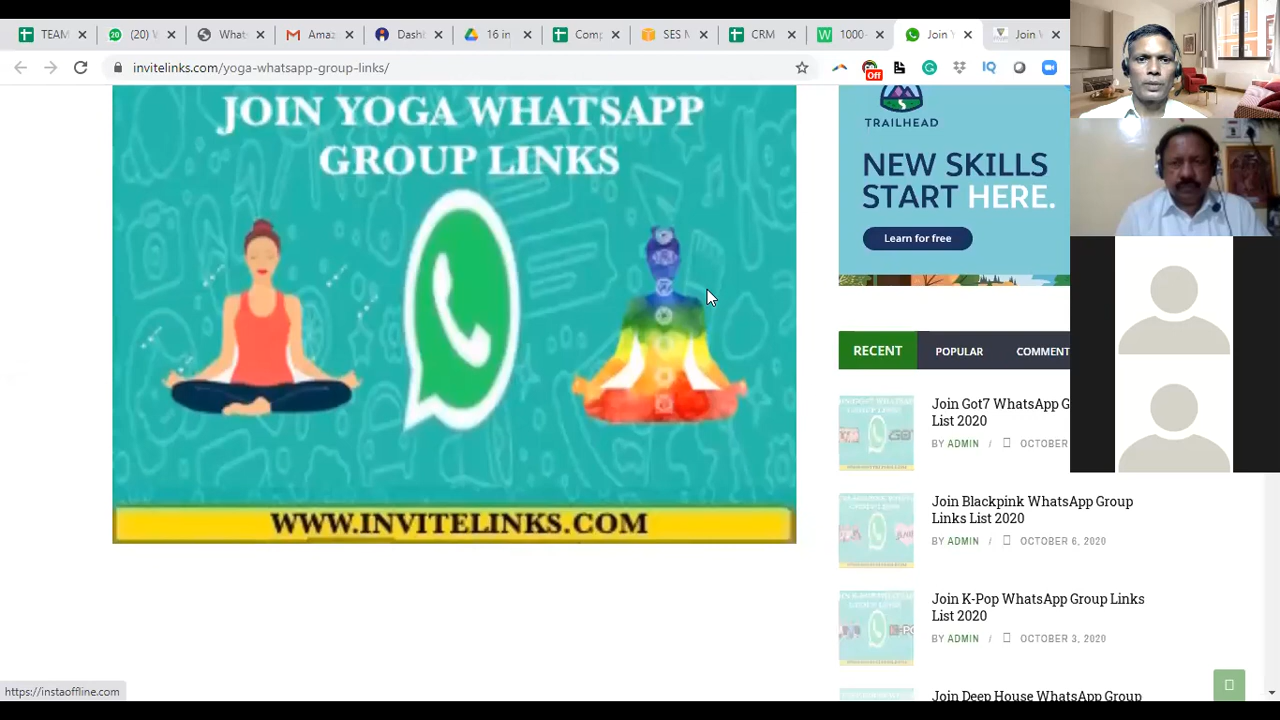 TEAM
(20) W
What
Amaz
Dash
16 in
Comp
SES M
CRM
1000
Join Y
Join W
invitelinks.com/yoga-whatsapp-group-links/
Off
IQ
JOIN YOGA WHATSAPP
GROUP LINKS
WWW.INVITELINKS.COM
TRAILHEAD
NEW SKILLS
START HERE.
Learn for free
RECENT
POPULAR
COMMENT
Join Got7 WhatsApp G
List 2020
BY ADMIN / OCTOBER
Join Blackpink WhatsApp Group
Links List 2020
BY ADMIN / OCTOBER 6, 2020
Join K-Pop WhatsApp Group Links
List 2020
BY ADMIN / OCTOBER 3, 2020
Join Deep House WhatsApp Group
https://instaoffline.com